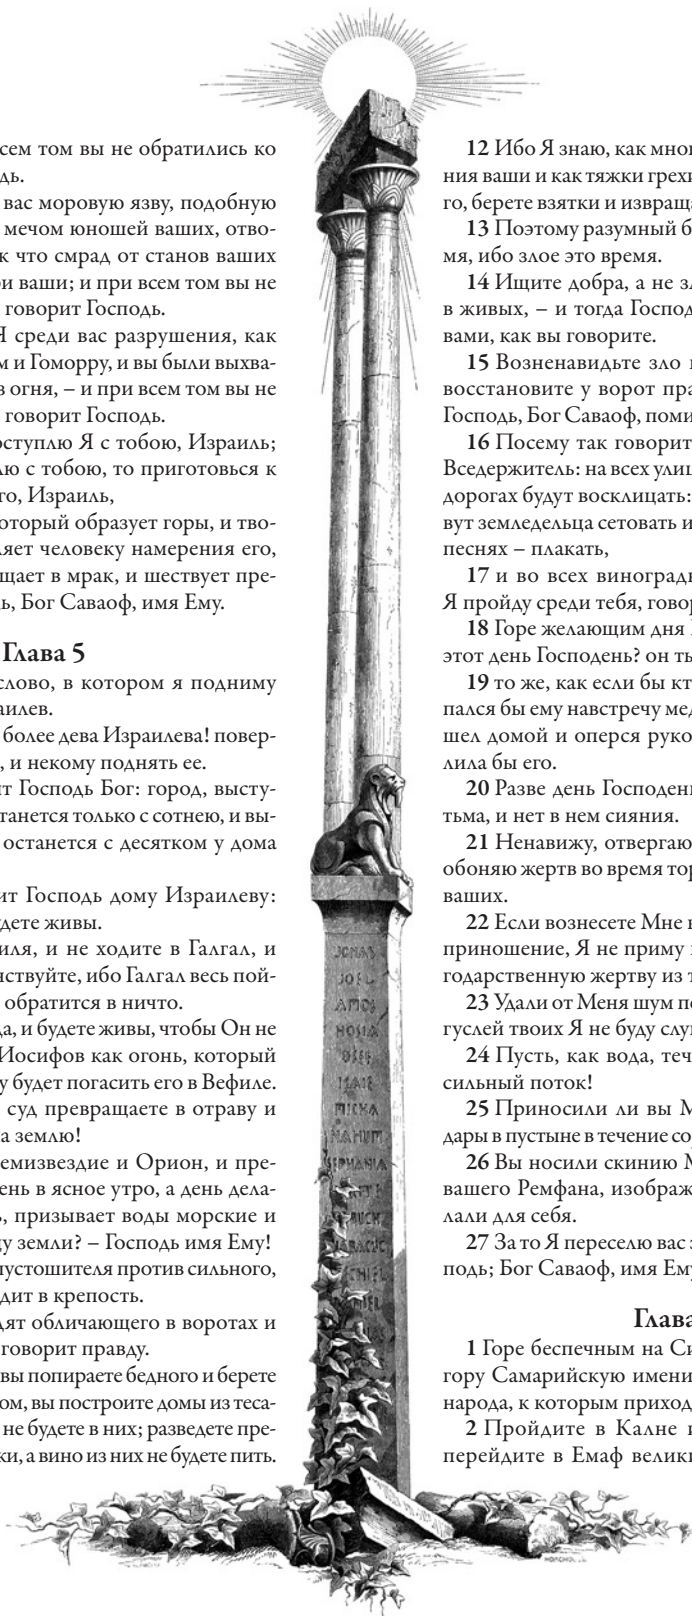 сем том вы не обратились ко
дь.
вас моровую язву, подобную
мечом юношей ваших, отво-
к что смрад от станов ваших
ри ваши; и при всем том вы не
говорит Господь.
Я среди вас разрушения, как
м и Гоморру, и вы были выхва-
з огня, – и при всем том вы не
говорит Господь.
оступлю Я с тобою, Израиль;
лю с тобою, то приготовься к
го, Израиль,
оторый образует горы, и тво-
ляет человеку намерения его,
щает в мрак, и шествует пре-
дь, Бог Саваоф, имя Ему.
Глава 5
слово, в котором я подниму
аилев.
более дева Израилева! повер-
, и некому поднять ее.
т Господь Бог: город, высту-
танется только с сотнею, и вы-
останется с десятком у дома
ит Господь дому Израилеву:
дете живы.
иля, и не ходите в Галгал, и
нствуйте, ибо Галгал весь пой-
обратится в ничто.
да, и будете живы, чтобы Он не
Иосифов как огонь, который
у будет погасить его в Вефиле.
суд превращаете в отраву и
а землю!
емизвездие и Орион, и пре-
ень в ясное утро, а день дела-
ь, призывает воды морские и
цу земли? – Господь имя Ему!
пустошителя против сильного,
дит в крепость.
дят обличающего в воротах и
говорит правду.
вы попираете бедного и берете
ом, вы построите домы из теса-
не будете в них; разведете пре-
ки, а вино из них не будете пить.
JONAS
JOEL
AMOS
HOSIA
OSEE
ISAIE
MICHA
NAHUM
12 Ибо Я знаю, как мног
ния ваши и как тяжки грехи
го, берете взятки и извраща
13 Поэтому разумный б
мя, ибо злое это время.
14 Ищите добра, а не зл
в живых, – и тогда Господ
вами, как вы говорите.
15 Возненавидьте зло и
восстановите у ворот пра
Господь, Бог Саваоф, поми
16 Посему так говорит
Вседержитель: на всех улиц
дорогах будут восклицать:
вут земледельца сетовать и
песнях – плакать,
17 и во всех виноградн
Я пройду среди тебя, говор
18 Горе желающим дня
этот день Господень? он ть
19 то же, как если бы кт
пался бы ему навстречу мед
шел домой и оперся руко
лила бы его.
20 Разве день Господень
тьма, и нет в нем сияния.
21 Ненавижу, отвергаю
обоняю жертв во время тор
ваших.
22 Если вознесете Мне в
приношение, Я не приму и
годарственную жертву из т
23 Удали от Меня шум пе
гуслей твоих Я не буду слу
24 Пусть, как вода, теч
сильный поток!
25 Приносили ли вы М
дары в пустыне в течение со
26 Вы носили скинию М
вашего Ремфана, изображ
лали для себя.
27 За то Я переселю вас з
подь; Бог Саваоф, имя Ему
Глава
1 Горе беспечным на Си
гору Самарийскую имени
народа, к которым приход
2 Пройдите в Калне и
перейдите в Емаф велики